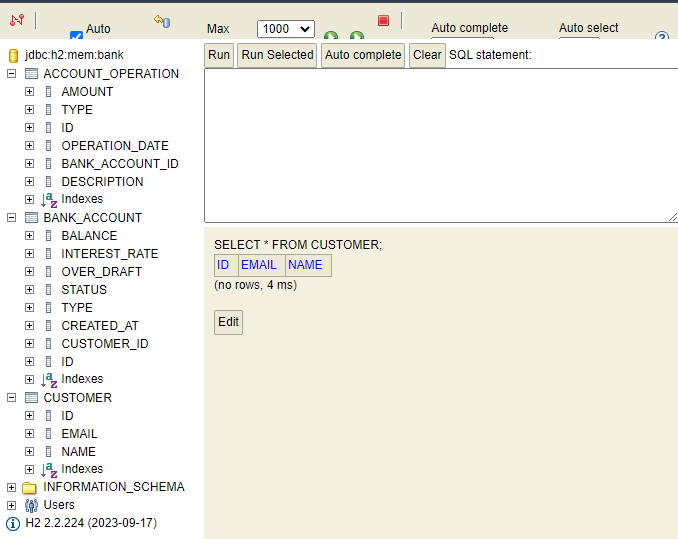 Auto
Max
1000
Auto complete
Auto select
jdbc:h2:mem:bank
ACCOUNT_OPERATION
AMOUNT
TYPE
ID
OPERATION_DATE
BANK_ACCOUNT_ID
DESCRIPTION
Indexes
BANK_ACCOUNT
BALANCE
INTEREST_RATE
OVER_DRAFT
STATUS
TYPE
CREATED_AT
CUSTOMER_ID
ID
Indexes
CUSTOMER
ID
EMAIL
NAME
Indexes
INFORMATION_SCHEMA
Users
H2 2.2.224 (2023-09-17)
Run Run Selected Auto complete Clear SQL statement:
SELECT * FROM CUSTOMER;
ID EMAIL NAME
(no rows, 4 ms)
Edit